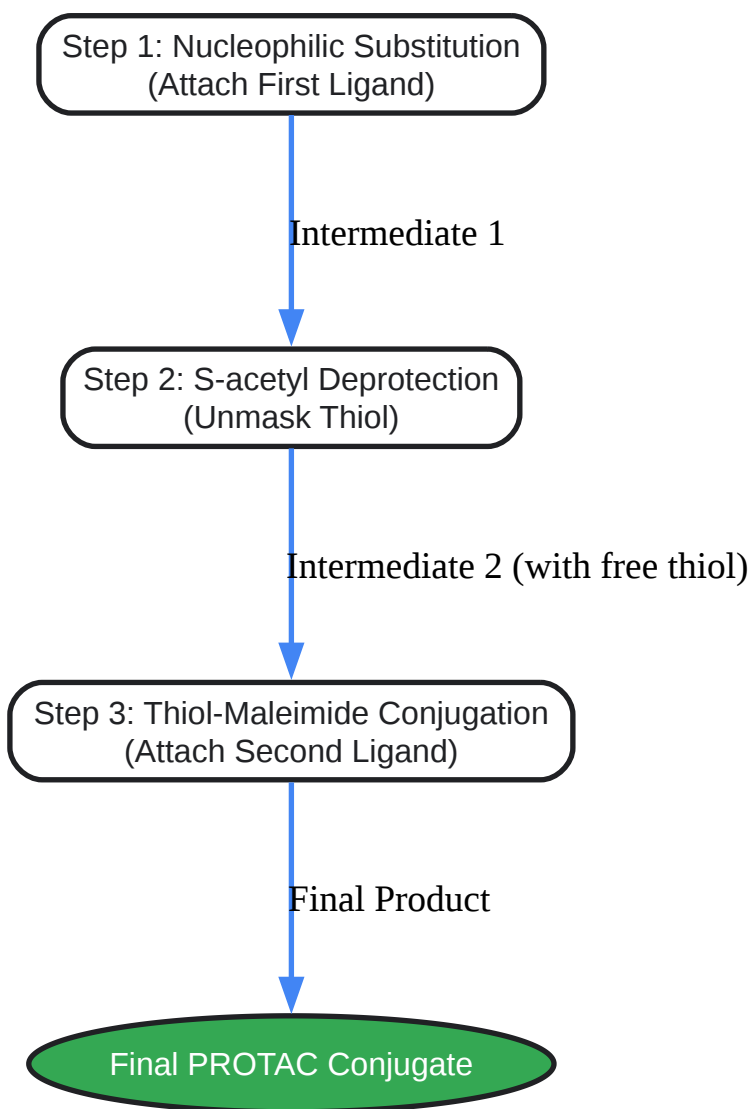 Step 1: Nucleophilic Substitution
(Attach First Ligand)
Intermediate 1
Step 2: S-acetyl Deprotection
(Unmask Thiol)
Intermediate 2 (with free thiol)
Step 3: Thiol-Maleimide Conjugation
(Attach Second Ligand)
Final Product
Final PROTAC Conjugate